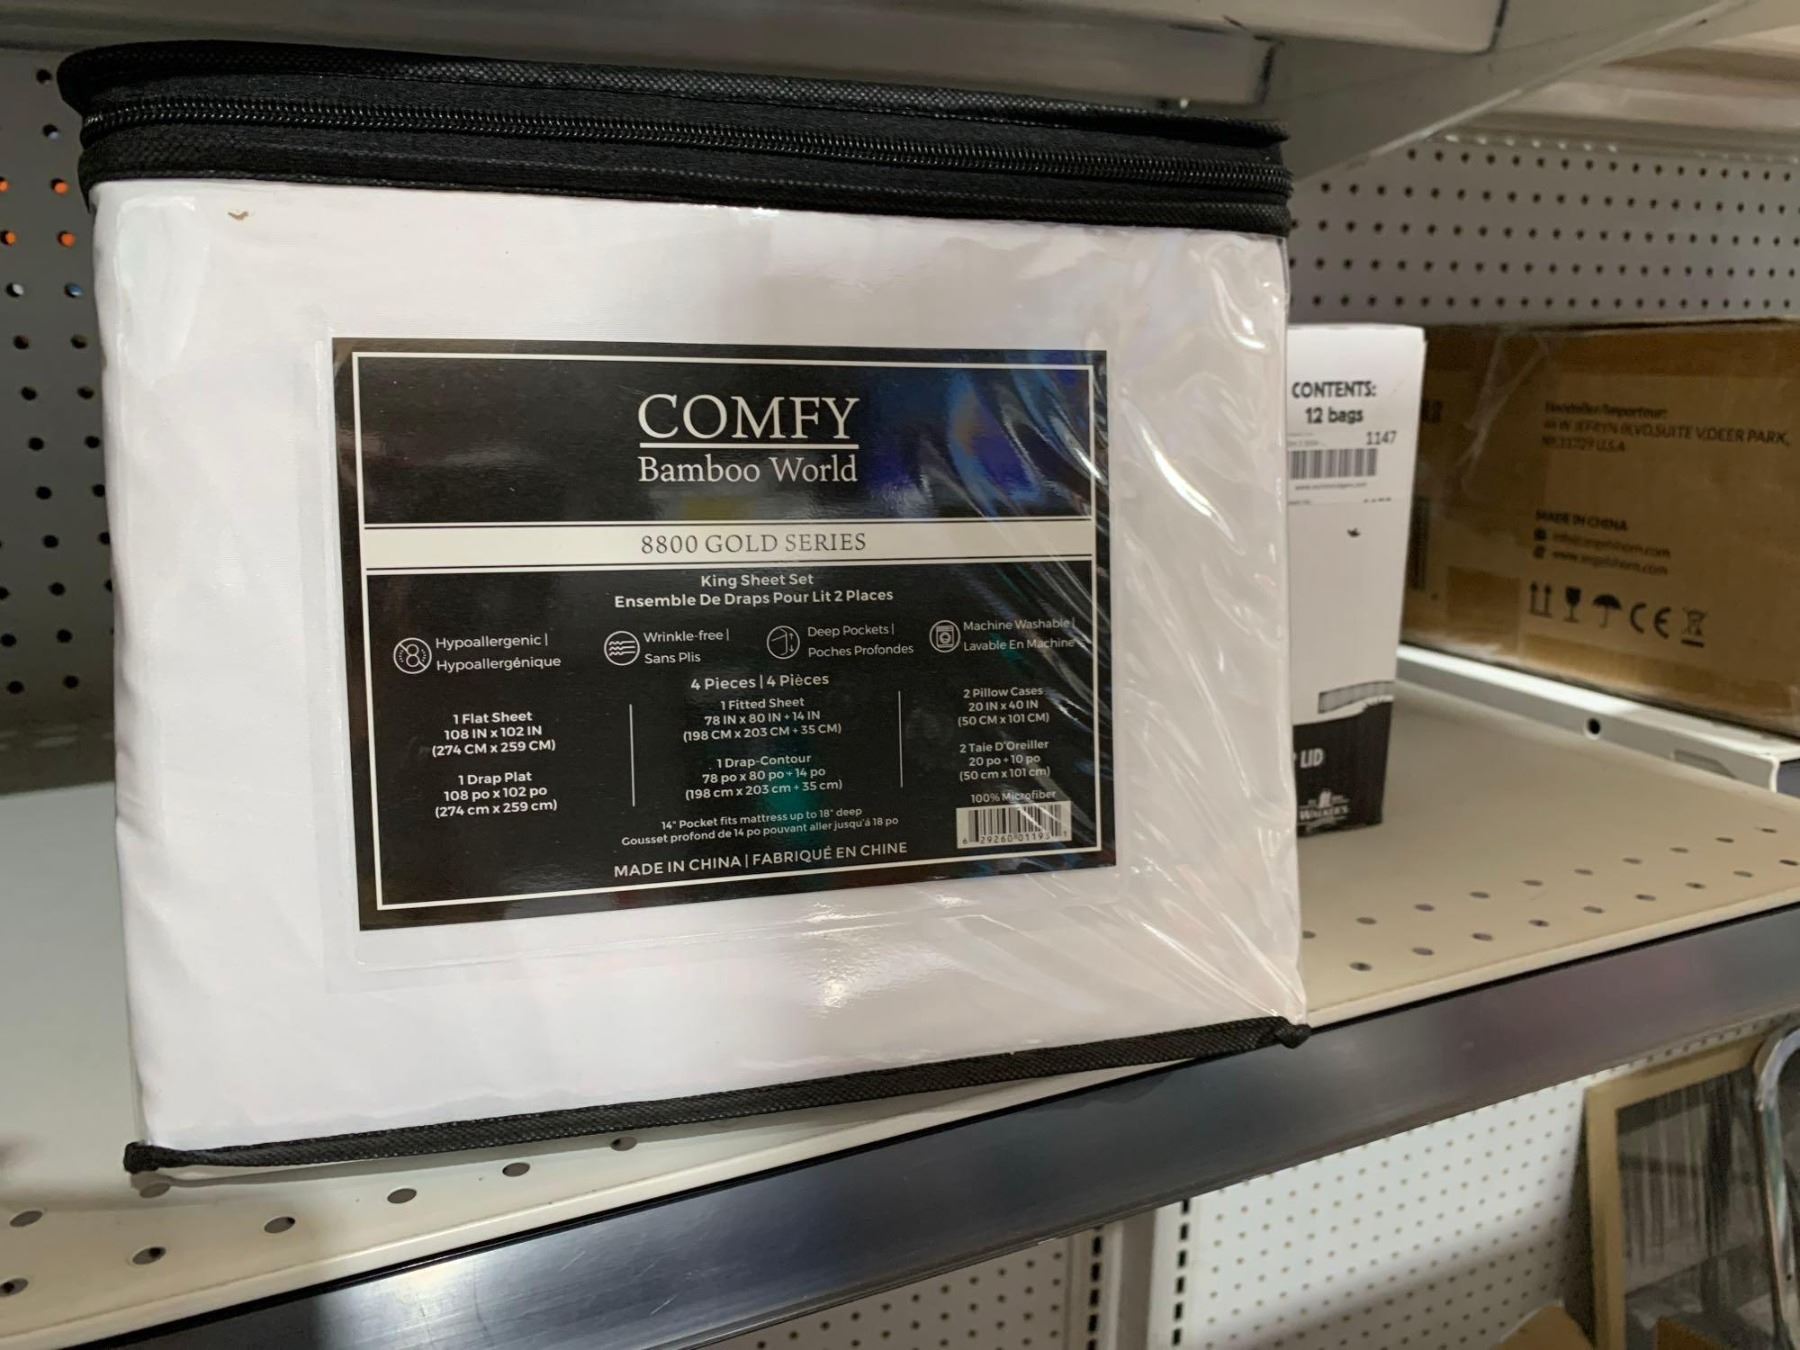 COMFY
Bamboo World
8800 GOLD SERIES
King Sheet Set
Ensemble De Draps Pour Lit 2 Places
Hypoallergenic |
Hypoallergénique
Wrinkle-free |
Sans Plis
Deep Pockets |
Poches Profondes
Machine Washable |
Lavable En Machine
4 Pieces | 4 Pièces
1 Flat Sheet
108 IN x 102 IN
(274 CM x 259 CM)
1 Drap Plat
108 po x 102 po
(274 cm x 259 cm)
1 Fitted Sheet
78 IN x 80 IN + 14 IN
(198 CM x 203 CM + 35 CM)
1 Drap-Contour
78 po x 80 po + 14 po
(198 cm x 203 cm + 35 cm)
2 Pillow Cases
20 IN x 40 IN
(50 CM x 101 CM)
2 Taie D'Oreiller
20 po + 10 po
(50 cm x 101 cm)
100% Microfiber
14" Pocket fits mattress up to 18" deep
Gousset profond de 14 po pouvant aller jusqu'à 18 po
MADE IN CHINA | FABRIQUÉ EN CHINE
CONTENTS:
12 bags
1147
LID
WALKER'S
BLVD,SUITE V,DEER PARK,
U.S.A
MADE IN CHINA
CE